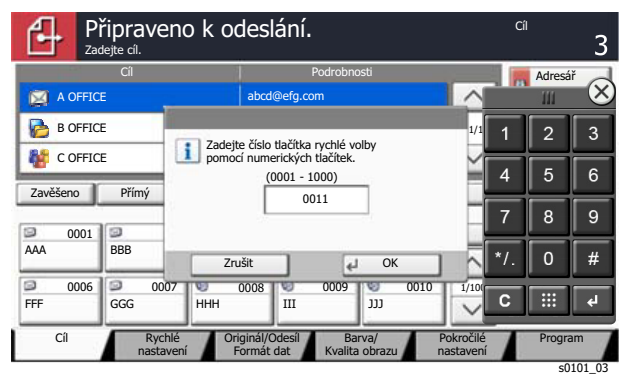 Připraveno k odeslání.
Zadejte cíl.
Cíl
3
Cíl
Podrobnosti
Adresář
A OFFICE
abcd@efg.com
B OFFICE
1/1
C OFFICE
Zadejte číslo tlačítka rychlé volby
pomocí numerických tlačítek.
(0001 - 1000)
0011
Zrušit
OK
1 2 3
4 5 6
7 8 9
*/. 0 #
C
Zavěšeno
Přímý
0001
AAA
BBB
0006
FFF
0007
GGG
0008
HHH
0009
III
0010
JJJ
1/100
Cíl
Rychlé
nastavení
Originál/Odesíl
Formát dat
Barva/
Kvalita obrazu
Pokročilé
nastavení
Program
s0101_03